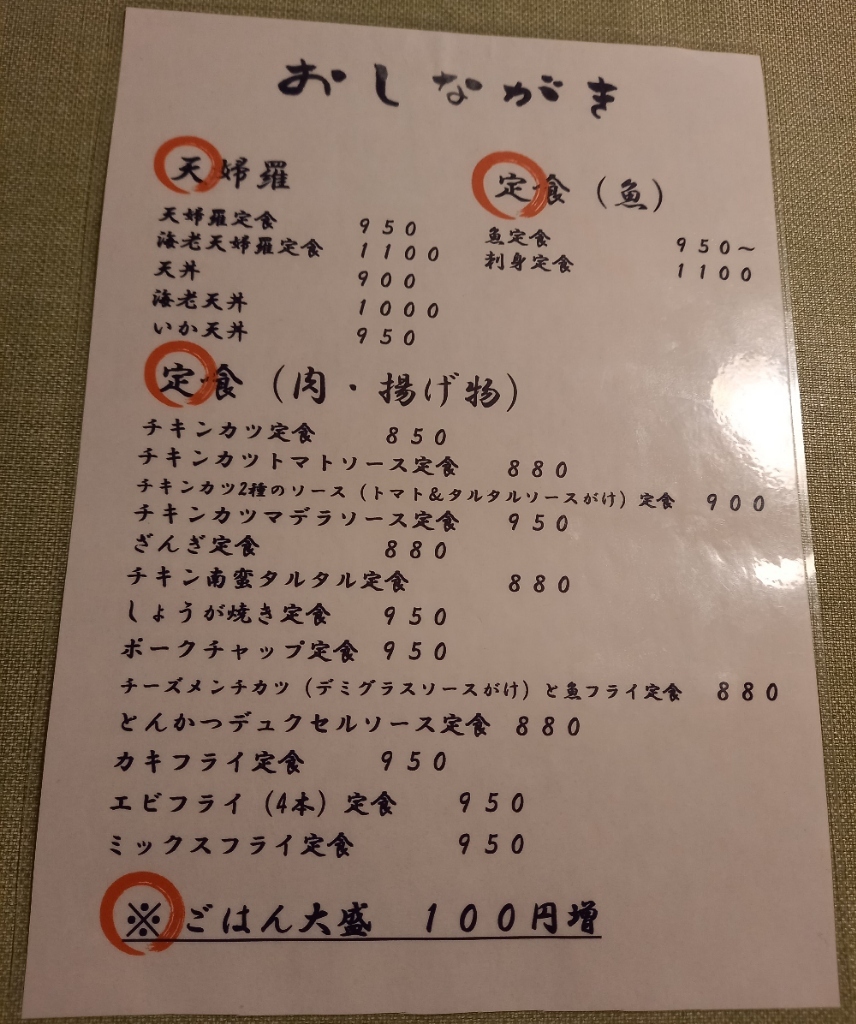 おしながき
天婦羅
天婦羅定食 950
海老天婦羅定食 1100
天丼 900
海老天丼 1000
いか天丼 950
定食（魚）
魚定食 950～
刺身定食 1100
定食（肉・揚げ物）
チキンカツ定食 850
チキンカツトマトソース定食 880
チキンカツ2種のソース（トマト&タルタルソースがけ）定食 900
チキンカツマデラソース定食 950
ざんぎ定食 880
チキン南蛮タルタル定食 880
しょうが焼き定食 950
ポークチャップ定食 950
チーズメンチカツ（デミグラスソースがけ）と魚フライ定食 880
とんかつデュクセルソース定食 880
カキフライ定食 950
エビフライ（4本）定食 950
ミックスフライ定食 950
※ごはん大盛 100円増